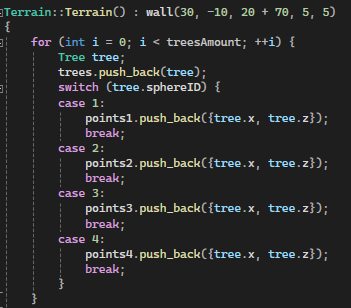 Terrain::Terrain() : wall(30, -10, 20 + 70, 5, 5)
{
    for (int i = 0; i < treesAmount; ++i) {
        Tree tree;
        trees.push_back(tree);
        switch (tree.sphereID) {
        case 1:
            points1.push_back({tree.x, tree.z});
            break;
        case 2:
            points2.push_back({tree.x, tree.z});
            break;
        case 3:
            points3.push_back({tree.x, tree.z});
            break;
        case 4:
            points4.push_back({tree.x, tree.z});
            break;
        }
    }